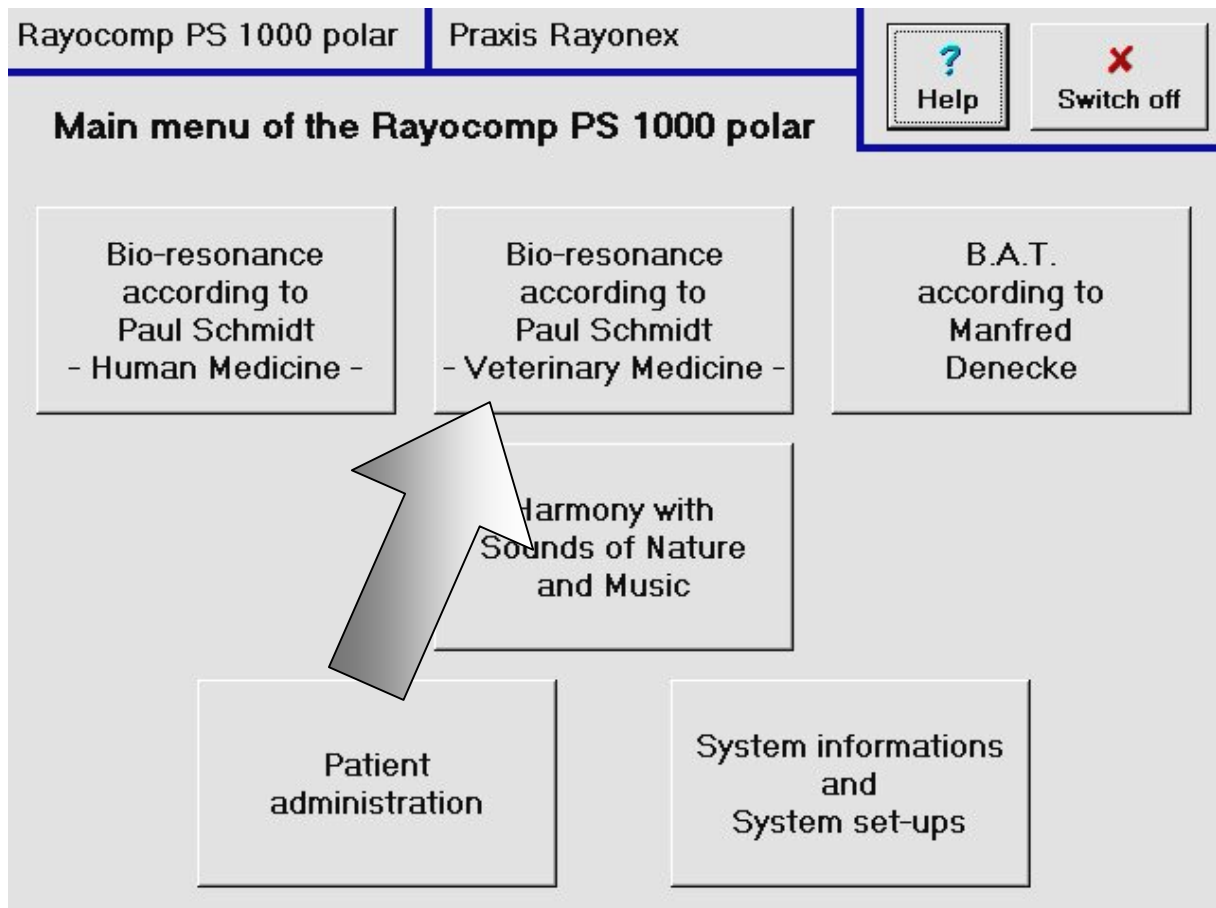 Rayocomp PS 1000 polar
Praxis Rayonex
?
Help
Switch off
Main menu of the Rayocomp PS 1000 polar
Bio-resonance
according to
Paul Schmidt
- Human Medicine -
Bio-resonance
according to
Paul Schmidt
- Veterinary Medicine -
B.A.T.
according to
Manfred
Denecke
Harmony with
Sounds of Nature
and Music
Patient
administration
System informations
and
System set-ups